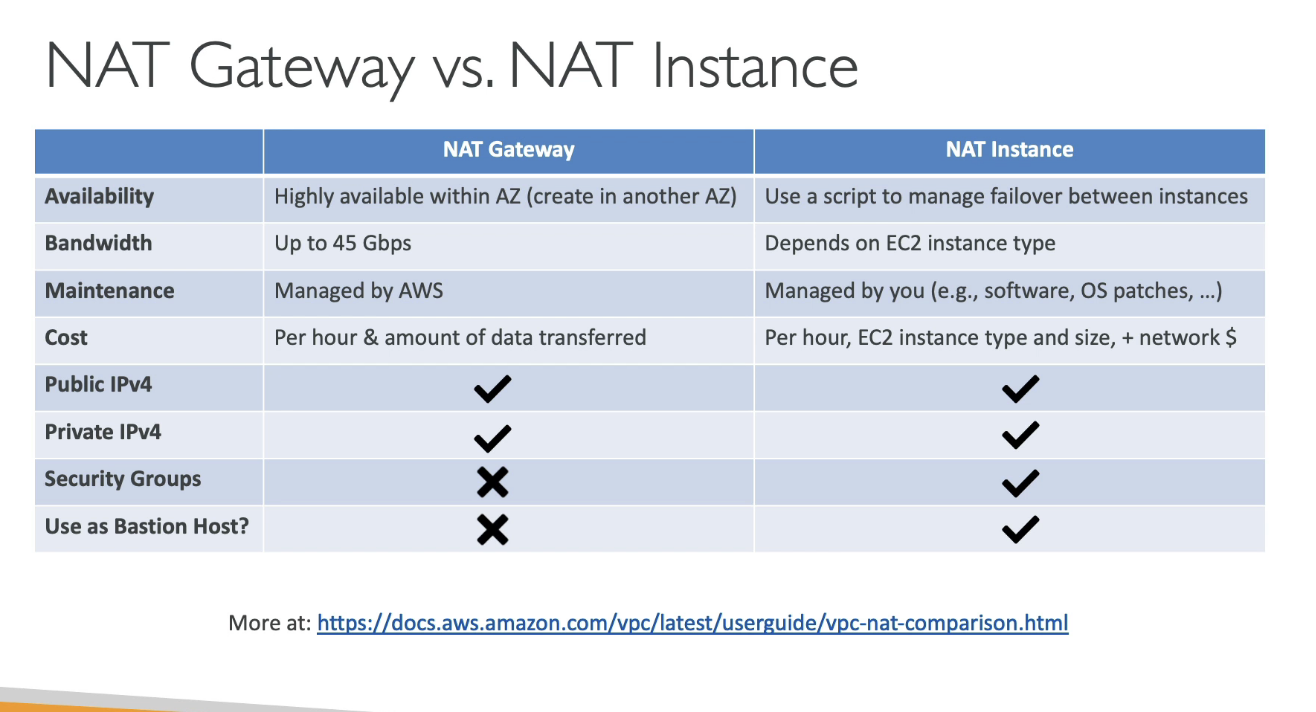 NAT Gateway vs. NAT Instance
NAT Gateway NAT Instance
Availability Highly available within AZ (create in another AZ) Use a script to manage failover between instances
Bandwidth Up to 45 Gbps Depends on EC2 instance type
Maintenance Managed by AWS Managed by you (e.g., software, OS patches, …)
Cost Per hour & amount of data transferred Per hour, EC2 instance type and size, + network $
Public IPv4 ✔ ✔
Private IPv4 ✔ ✔
Security Groups ✖ ✔
Use as Bastion Host? ✖ ✔
More at: https://docs.aws.amazon.com/vpc/latest/userguide/vpc-nat-comparison.html